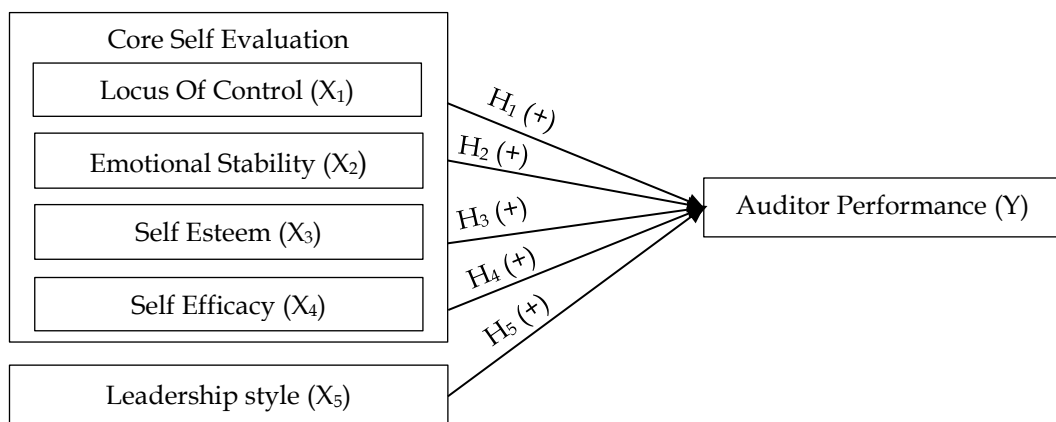 Core Self Evaluation
Locus Of Control (X₁)
Emotional Stability (X₂)
Self Esteem (X₃)
Self Efficacy (X₄)
Leadership style (X₅)
H₁ (+)
H₂ (+)
H₃ (+)
H₄ (+)
H₅ (+)
Auditor Performance (Y)